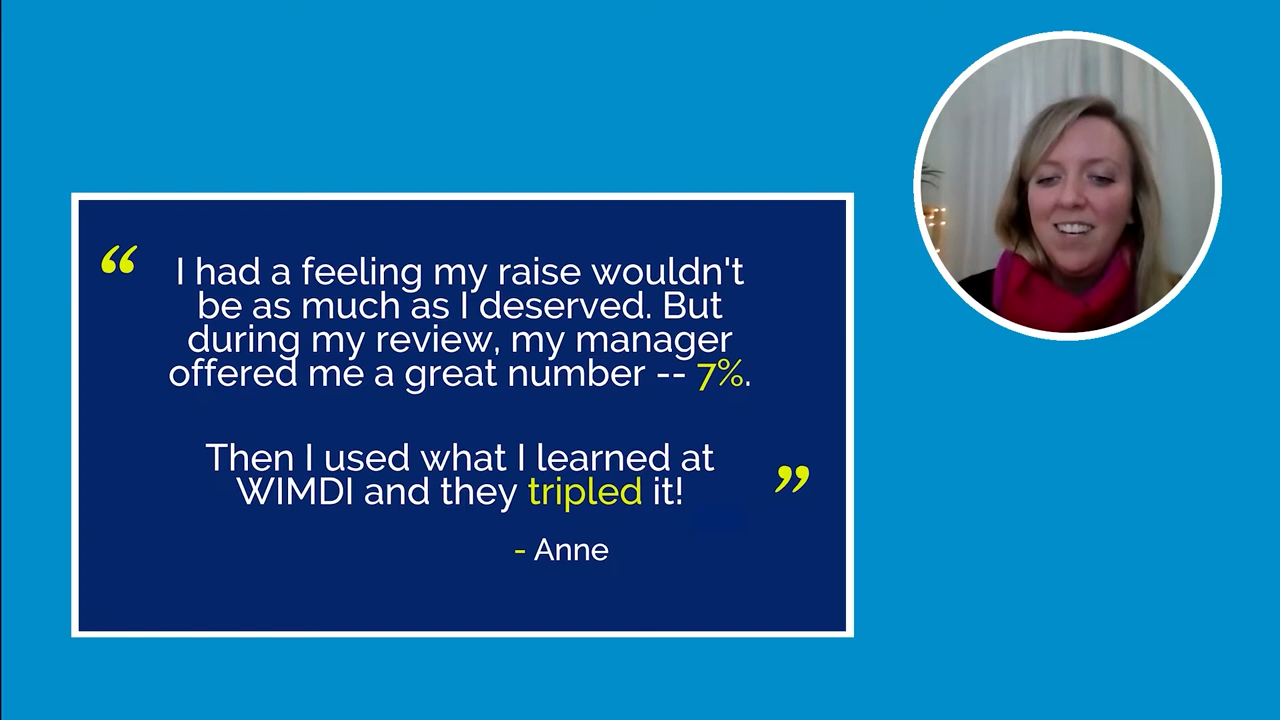 “ I had a feeling my raise wouldn't
be as much as I deserved. But
during my review, my manager
offered me a great number -- 7%.
Then I used what I learned at
WIMDI and they tripled it! ”
- Anne